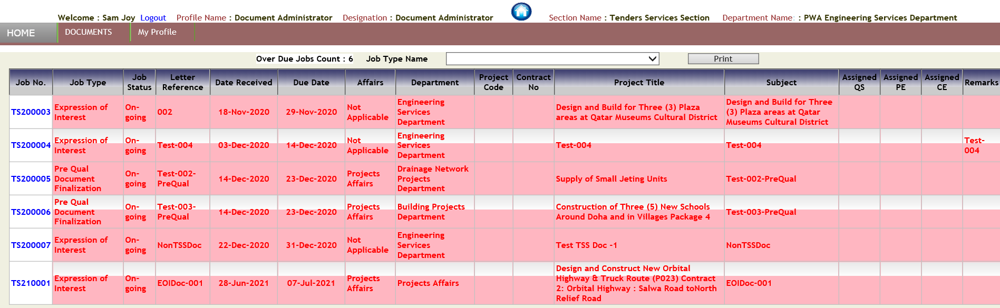 Welcome : Sam Joy Logout Profile Name : Document Administrator Designation : Document Administrator Section Name : Tenders Services Section Department Name : : PWA Engineering Services Department
HOME DOCUMENTS My Profile
Over Due Jobs Count : 6 Job Type Name Print
Job No. Job Type Job Status Letter Reference Date Received Due Date Affairs Department Project Code Contract No Project Title Subject Assigned QS Assigned PE Assigned CE Remarks
TS200003 Expression of Interest On-going 002 18-Nov-2020 29-Nov-2020 Not Applicable Engineering Services Department Design and Build for Three (3) Plaza areas at Qatar Museums Cultural District Design and Build for Three (3) Plaza areas at Qatar Museums Cultural District
TS200004 Expression of Interest On-going Test-004 03-Dec-2020 14-Dec-2020 Not Applicable Engineering Services Department Test-004 Test-004 Test-004
TS200005 Pre Qual Document Finalization On-going Test-002-PreQual 14-Dec-2020 23-Dec-2020 Projects Affairs Drainage Network Projects Department Supply of Small Jeting Units Test-002-PreQual
TS200006 Pre Qual Document Finalization On-going Test-003-PreQual 14-Dec-2020 23-Dec-2020 Projects Affairs Building Projects Department Construction of Three (5) New Schools Around Doha and in Villages Package 4 Test-003-PreQual
TS200007 Expression of Interest On-going NonTSSDoc 22-Dec-2020 31-Dec-2020 Not Applicable Engineering Services Department Test TSS Doc -1 NonTSSDoc
TS210001 Expression of Interest On-going EOIDoc-001 28-Jun-2021 07-Jul-2021 Projects Affairs Projects Affairs Design and Construct New Orbital Highway & Truck Route (P023) Contract 2: Orbital Highway : Salwa Road toNorth Relief Road EOIDoc-001